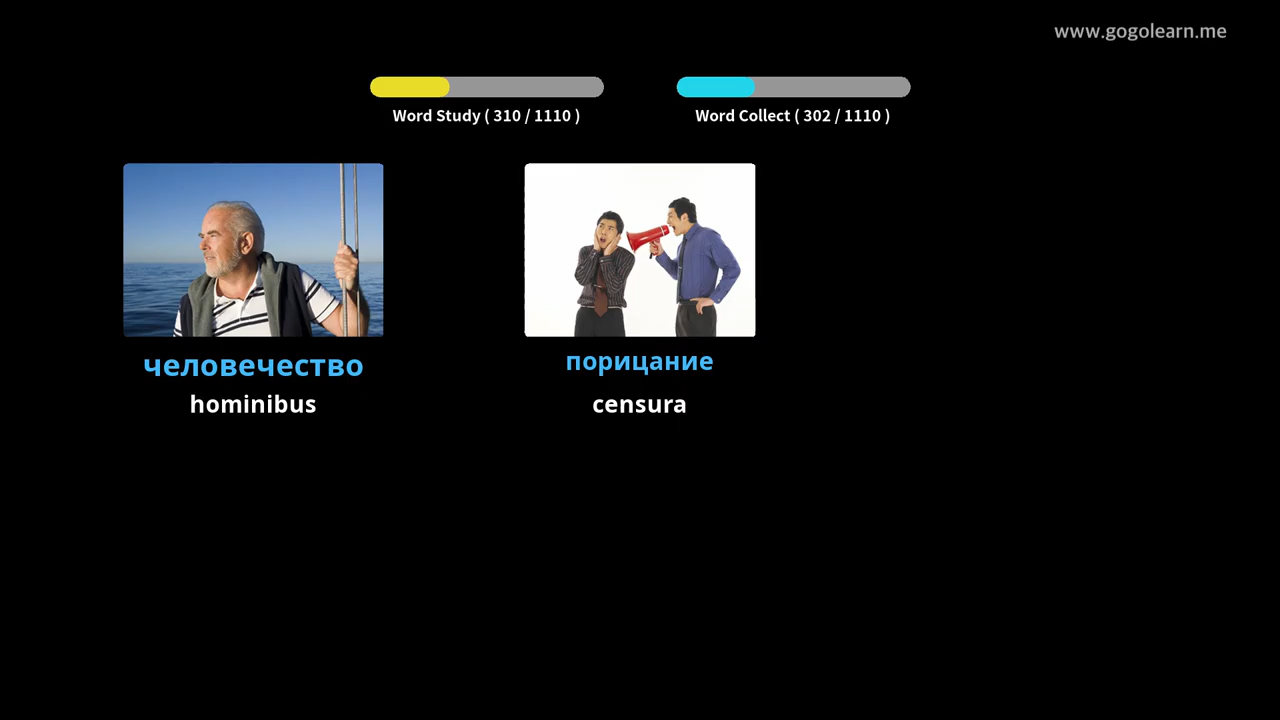 www.gogolearn.me
Word Study ( 310 / 1110 )
Word Collect ( 302 / 1110 )
человечество
hominibus
порицание
censura